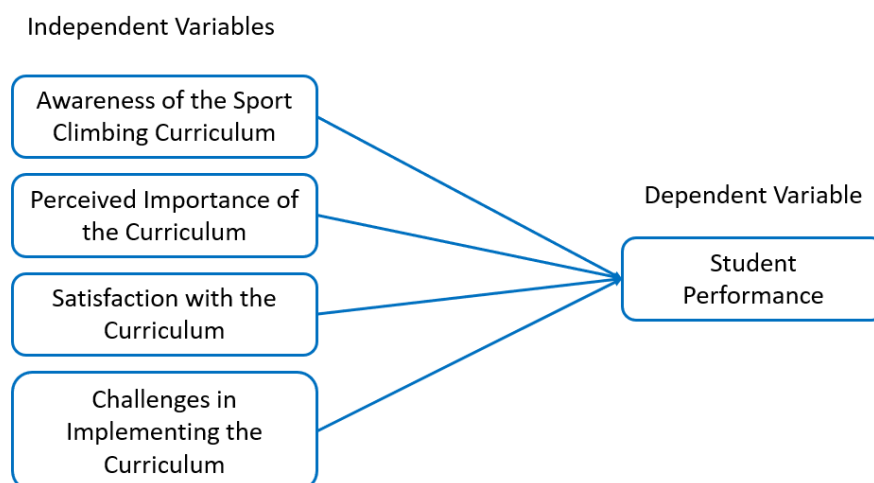 Independent Variables
Awareness of the Sport
Climbing Curriculum
Perceived Importance of
the Curriculum
Satisfaction with the
Curriculum
Challenges in
Implementing the
Curriculum
Dependent Variable
Student
Performance